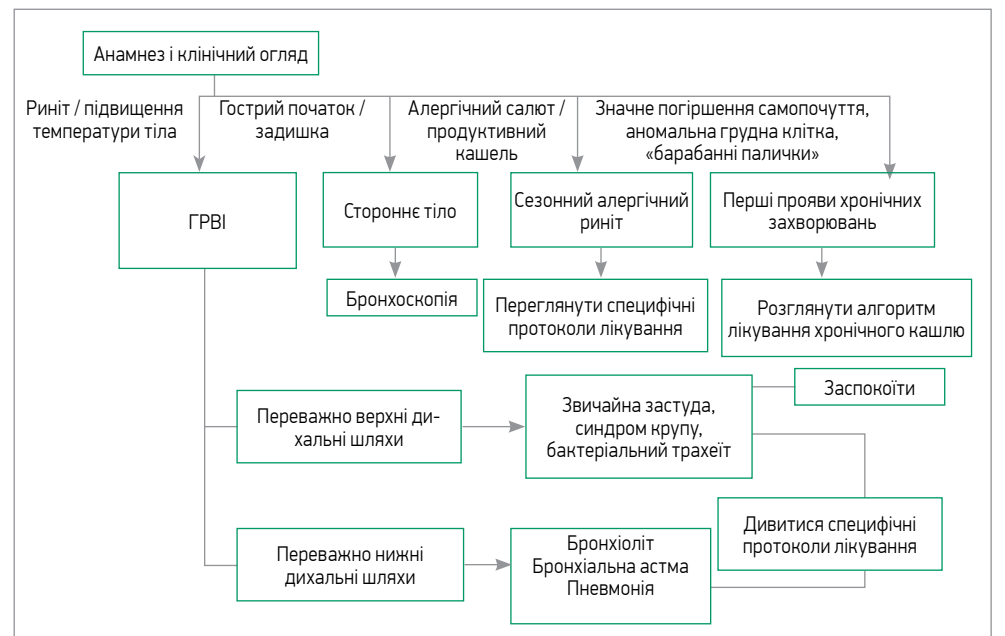 Анамнез і клінічний огляд
Риніт / підвищення
температури тіла
Гострий початок /
задишка
Алергічний салют /
продуктивний
кашель
Значне погіршення самопочуття,
аномальна грудна клітка,
«барабанні палички»
ГРВІ
Стороннє тіло
Сезонний алергічний
риніт
Перші прояви хронічних
захворювань
Бронхоскопія
Переглянути специфічні
протоколи лікування
Розглянути алгоритм
лікування хронічного кашлю
Переважно верхні ди-
хальні шляхи
Звичайна застуда,
синдром крупу,
бактеріальний трахеїт
Заспокоїти
Дивитися специфічні
протоколи лікування
Переважно нижні
дихальні шляхи
Бронхіоліт
Бронхіальна астма
Пневмонія